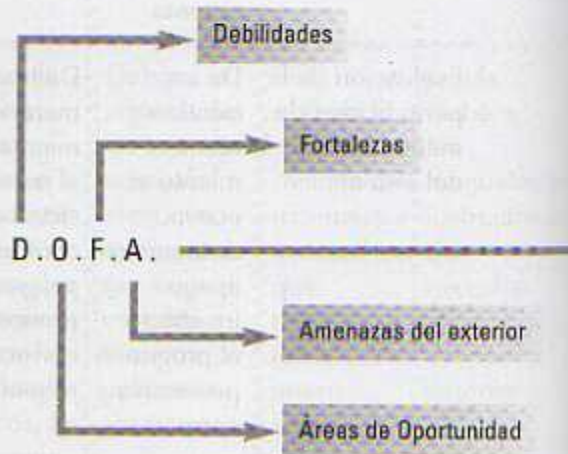 Debilidades
Fortalezas
D.O.F.A.
Amenazas del exterior
Áreas de Oportunidad